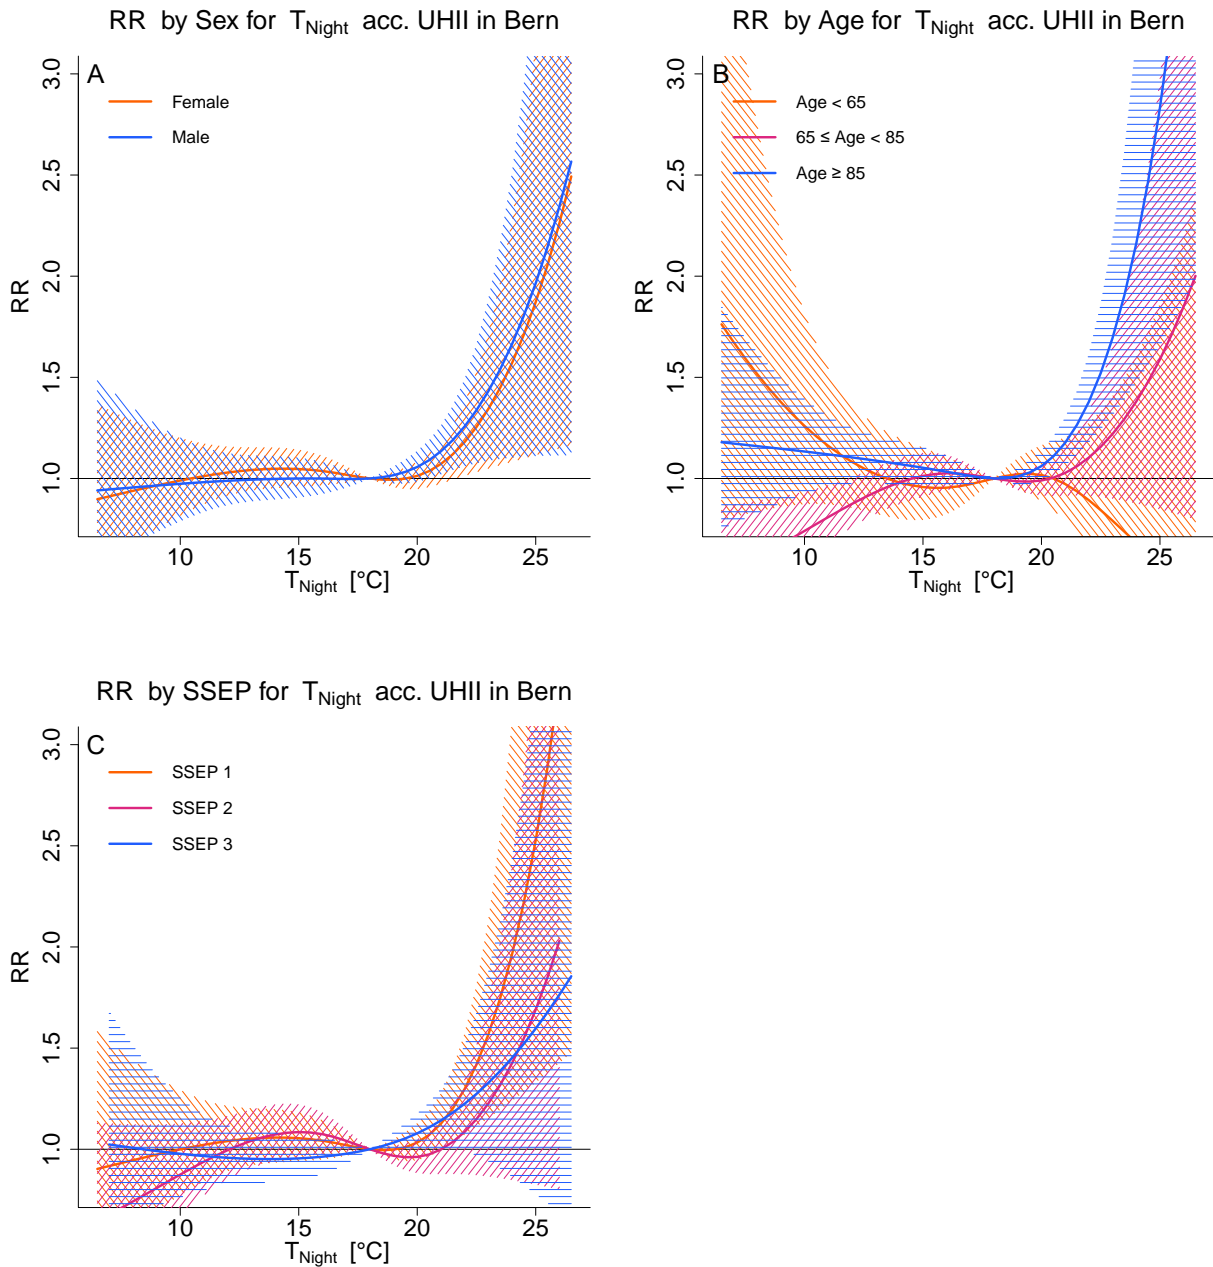 RR by Sex for T_Night acc. UHII in Bern
A
Female
Male
3.0
2.5
2.0
1.5
1.0
RR
10 15 20 25
T_Night [°C]
RR by Age for T_Night acc. UHII in Bern
B
Age < 65
65 ≤ Age < 85
Age ≥ 85
3.0
2.5
2.0
1.5
1.0
RR
10 15 20 25
T_Night [°C]
RR by SSEP for T_Night acc. UHII in Bern
C
SSEP 1
SSEP 2
SSEP 3
3.0
2.5
2.0
1.5
1.0
RR
10 15 20 25
T_Night [°C]